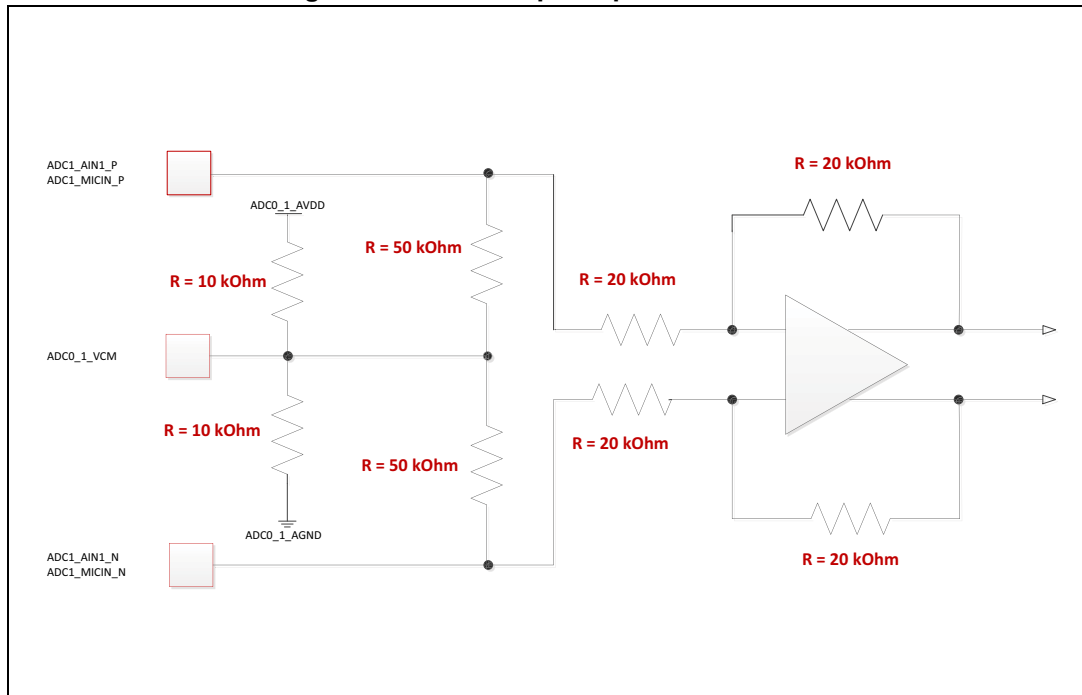 ADC1_AIN1_P
ADC1_MICIN_P
ADC0_1_AVDD
R = 20 kOhm
R = 50 kOhm
R = 10 kOhm
R = 20 kOhm
ADC0_1_VCM
R = 10 kOhm
R = 20 kOhm
R = 50 kOhm
ADC0_1_AGND
ADC1_AIN1_N
ADC1_MICIN_N
R = 20 kOhm